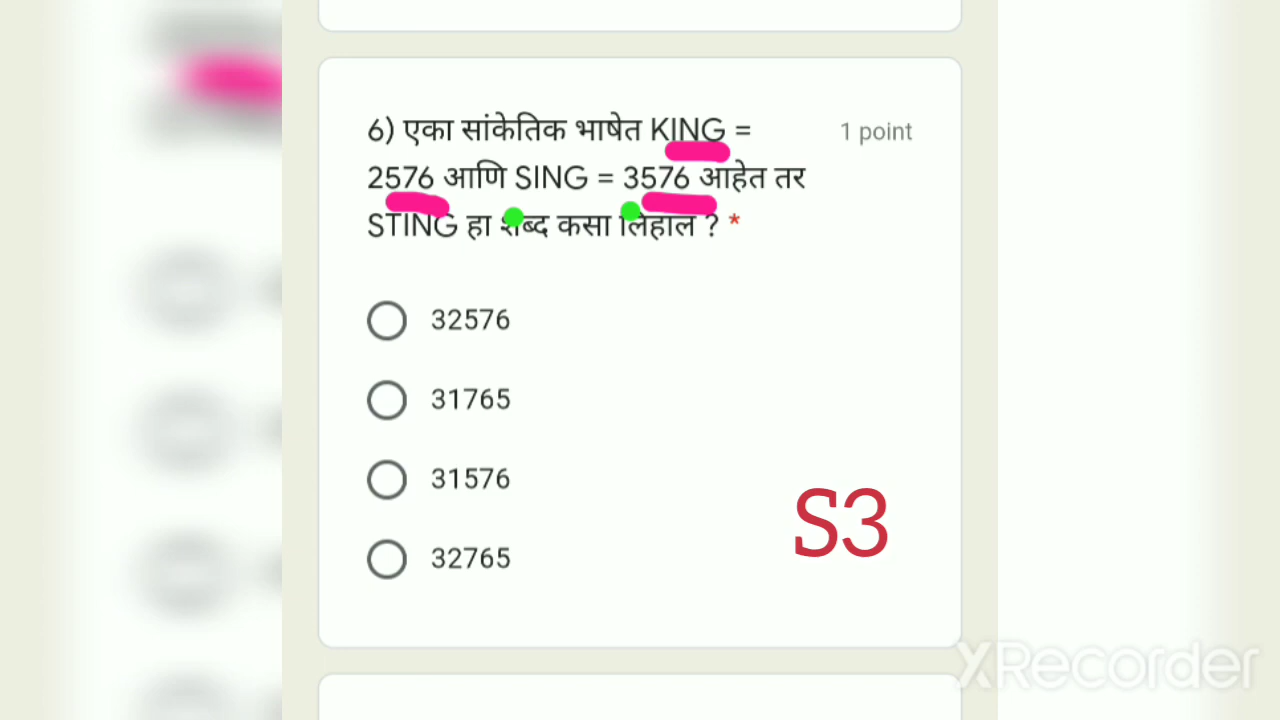 6) एका सांकेतिक भाषेत KING =
1 point
2576 आणि SING = 3576 आहेत तर
STING हा शब्द कसा लिहाल ? *
32576
31765
31576
32765
S3
XRecorder